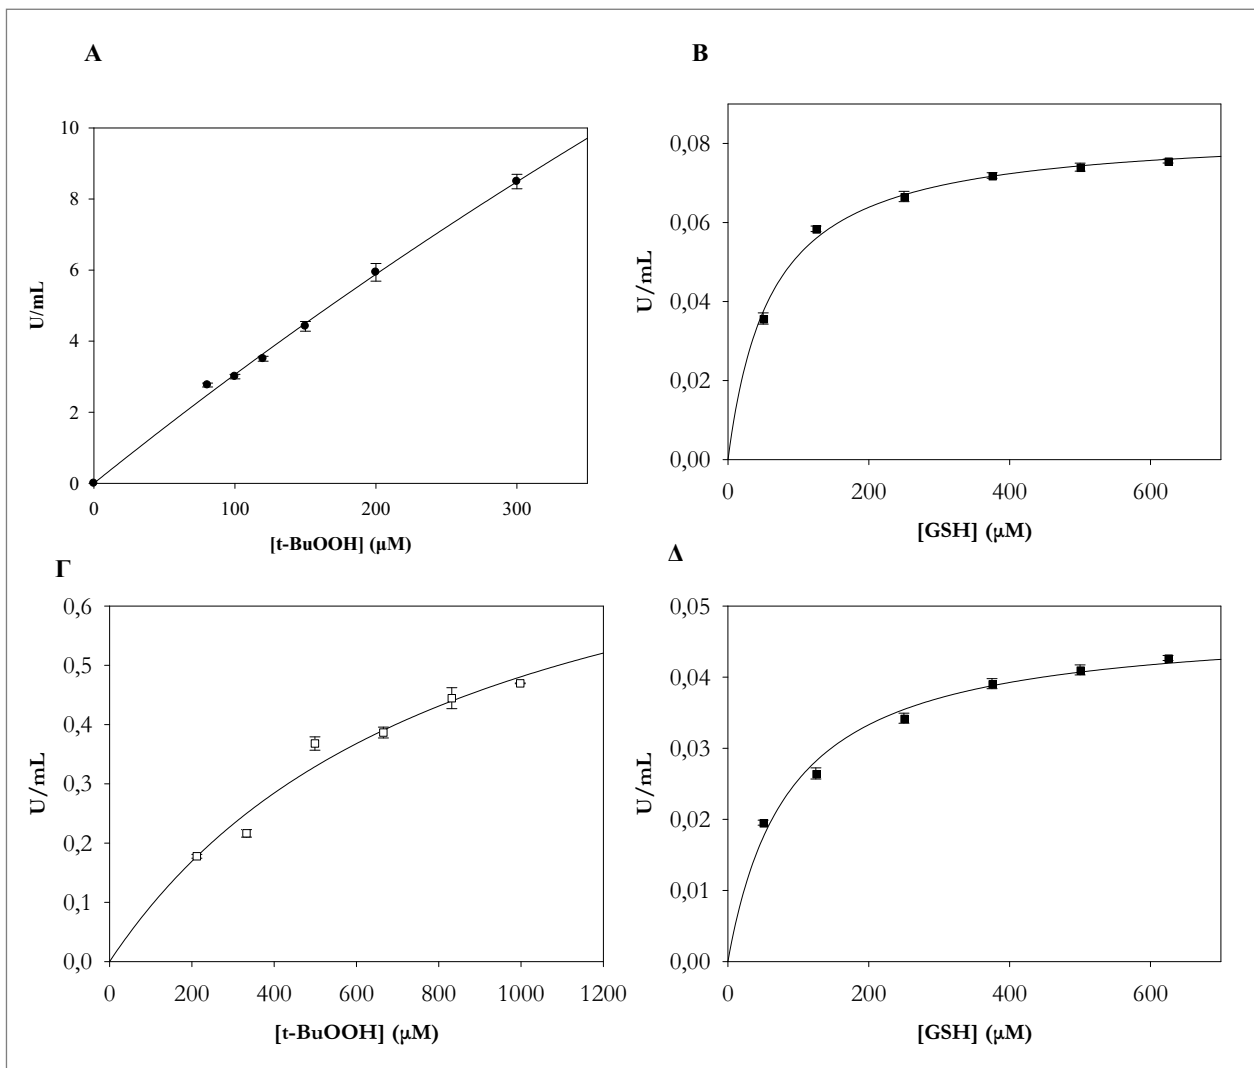 A
10
8
6
4
2
0
0 100 200 300
U/mL
[t-BuOOH] (μM)
B
0,08
0,06
0,04
0,02
0,00
0 200 400 600
U/mL
[GSH] (μM)
Γ
0,6
0,5
0,4
0,3
0,2
0,1
0,0
0 200 400 600 800 1000 1200
U/mL
[t-BuOOH] (μM)
Δ
0,05
0,04
0,03
0,02
0,01
0,00
0 200 400 600
U/mL
[GSH] (μM)